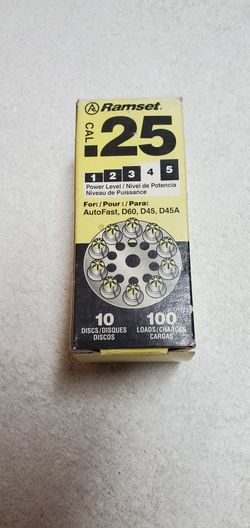 Ramset
CAL. .25
1 2 3 4 5
Power Level / Nivel de Potencia
Niveau de Puissance
For: / Pour : / Para:
AutoFast, D60, D45, D45A
10 100
DISCS/DISQUES LOADS/CHARGES
DISCOS CARGAS